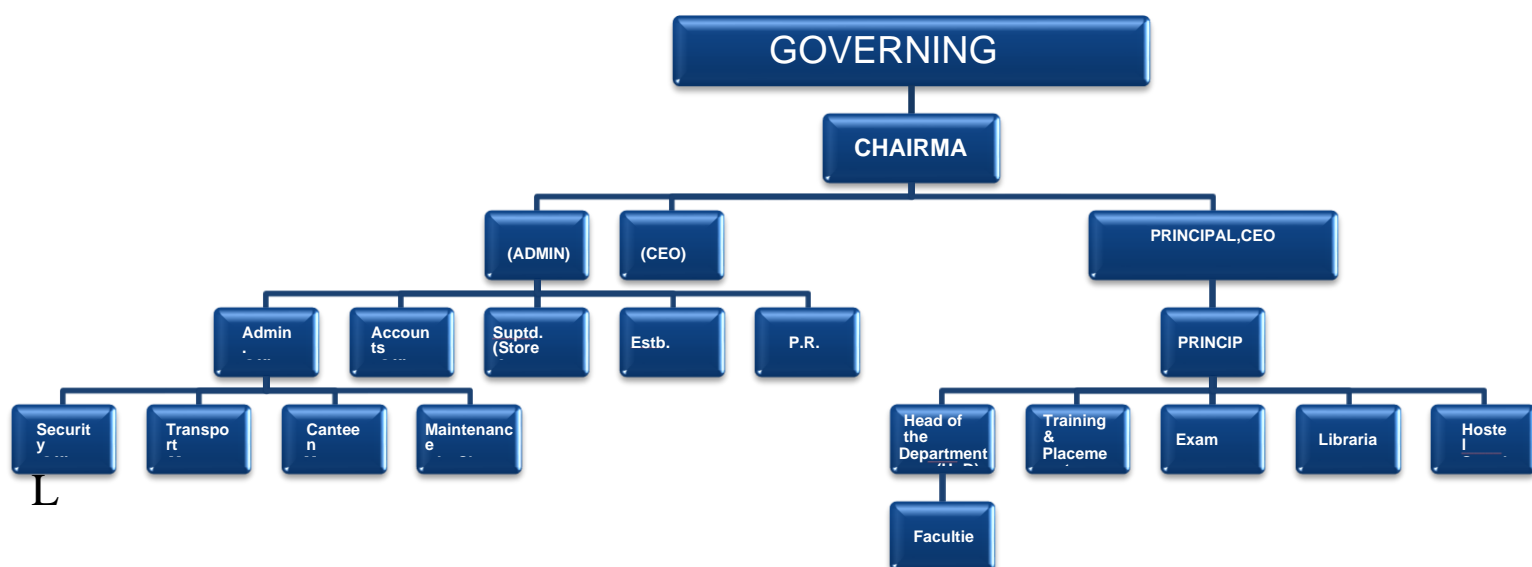 GOVERNING
CHAIRMA
(ADMIN)
(CEO)
PRINCIPAL,CEO
Admin
.
Accoun
ts
Suptd.
(Store
Estb.
P.R.
PRINCIP
Securit
y
Transpo
rt
Cantee
n
Maintenanc
e
Head of
the
Department
Training
&
Placeme
Exam
Libraria
Hoste
l
L
Facultie